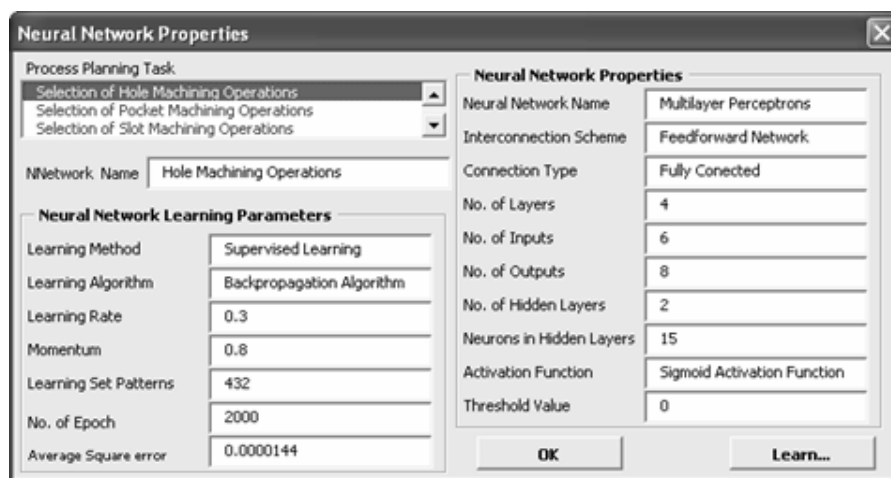 Neural Network Properties
Process Planning Task
Selection of Hole Machining Operations
Selection of Pocket Machining Operations
Selection of Slot Machining Operations
NNetwork Name Hole Machining Operations
Neural Network Learning Parameters
Learning Method Supervised Learning
Learning Algorithm Backpropagation Algorithm
Learning Rate 0.3
Momentum 0.8
Learning Set Patterns 432
No. of Epoch 2000
Average Square error 0.0000144
Neural Network Properties
Neural Network Name Multilayer Perceptrons
Interconnection Scheme Feedforward Network
Connection Type Fully Conected
No. of Layers 4
No. of Inputs 6
No. of Outputs 8
No. of Hidden Layers 2
Neurons in Hidden Layers 15
Activation Function Sigmoid Activation Function
Threshold Value 0
OK Learn...